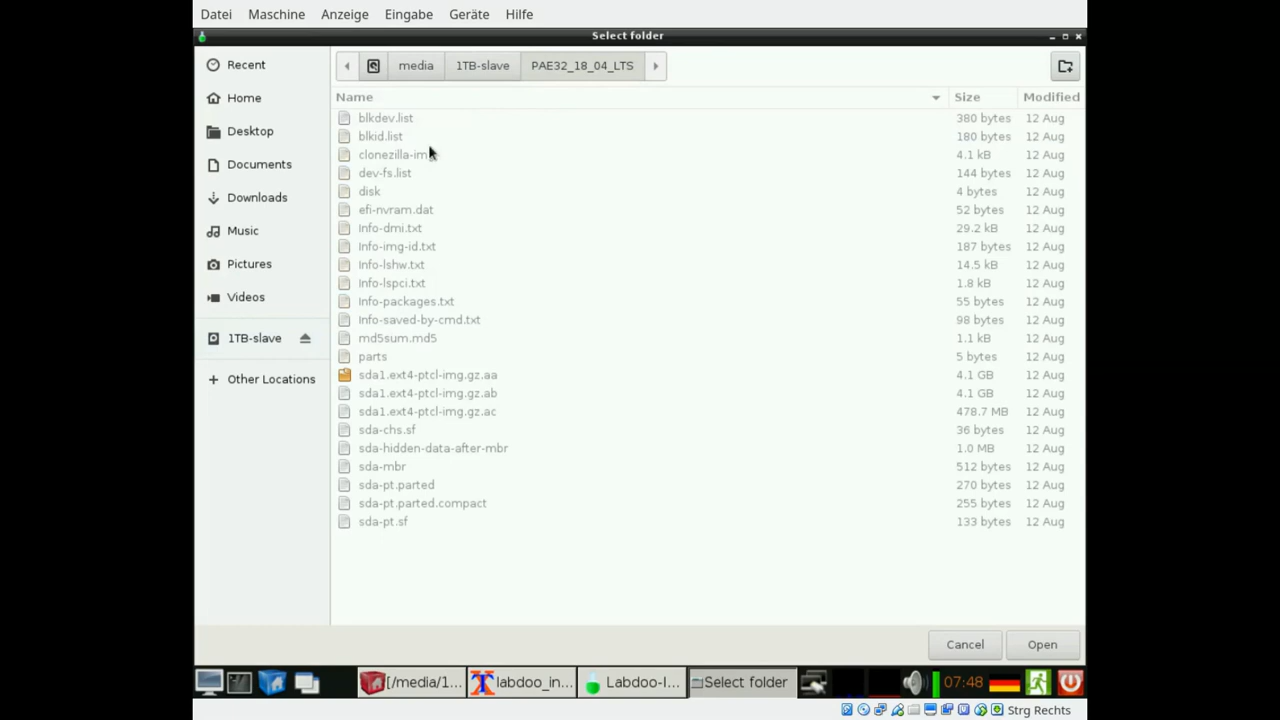 Datei Maschine Anzeige Eingabe Geräte Hilfe
Select folder
media 1TB-slave PAE32_18_04_LTS
Recent
Home
Desktop
Documents
Downloads
Music
Pictures
Videos
1TB-slave
Other Locations
Name Size Modified
blkdev.list 380 bytes 12 Aug
blkid.list 180 bytes 12 Aug
clonezilla-im 4.1 kB 12 Aug
dev-fs.list 144 bytes 12 Aug
disk 4 bytes 12 Aug
efi-nvram.dat 52 bytes 12 Aug
Info-dmi.txt 29.2 kB 12 Aug
Info-img-id.txt 187 bytes 12 Aug
Info-lshw.txt 14.5 kB 12 Aug
Info-lspci.txt 1.8 kB 12 Aug
Info-packages.txt 55 bytes 12 Aug
Info-saved-by-cmd.txt 98 bytes 12 Aug
md5sum.md5 1.1 kB 12 Aug
parts 5 bytes 12 Aug
sda1.ext4-ptcl-img.gz.aa 4.1 GB 12 Aug
sda1.ext4-ptcl-img.gz.ab 4.1 GB 12 Aug
sda1.ext4-ptcl-img.gz.ac 478.7 MB 12 Aug
sda-chs.sf 36 bytes 12 Aug
sda-hidden-data-after-mbr 1.0 MB 12 Aug
sda-mbr 512 bytes 12 Aug
sda-pt.parted 270 bytes 12 Aug
sda-pt.parted.compact 255 bytes 12 Aug
sda-pt.sf 133 bytes 12 Aug
Cancel Open
[/media/1... labdoo_in... Labdoo-I... Select folder 07:48
Strg Rechts